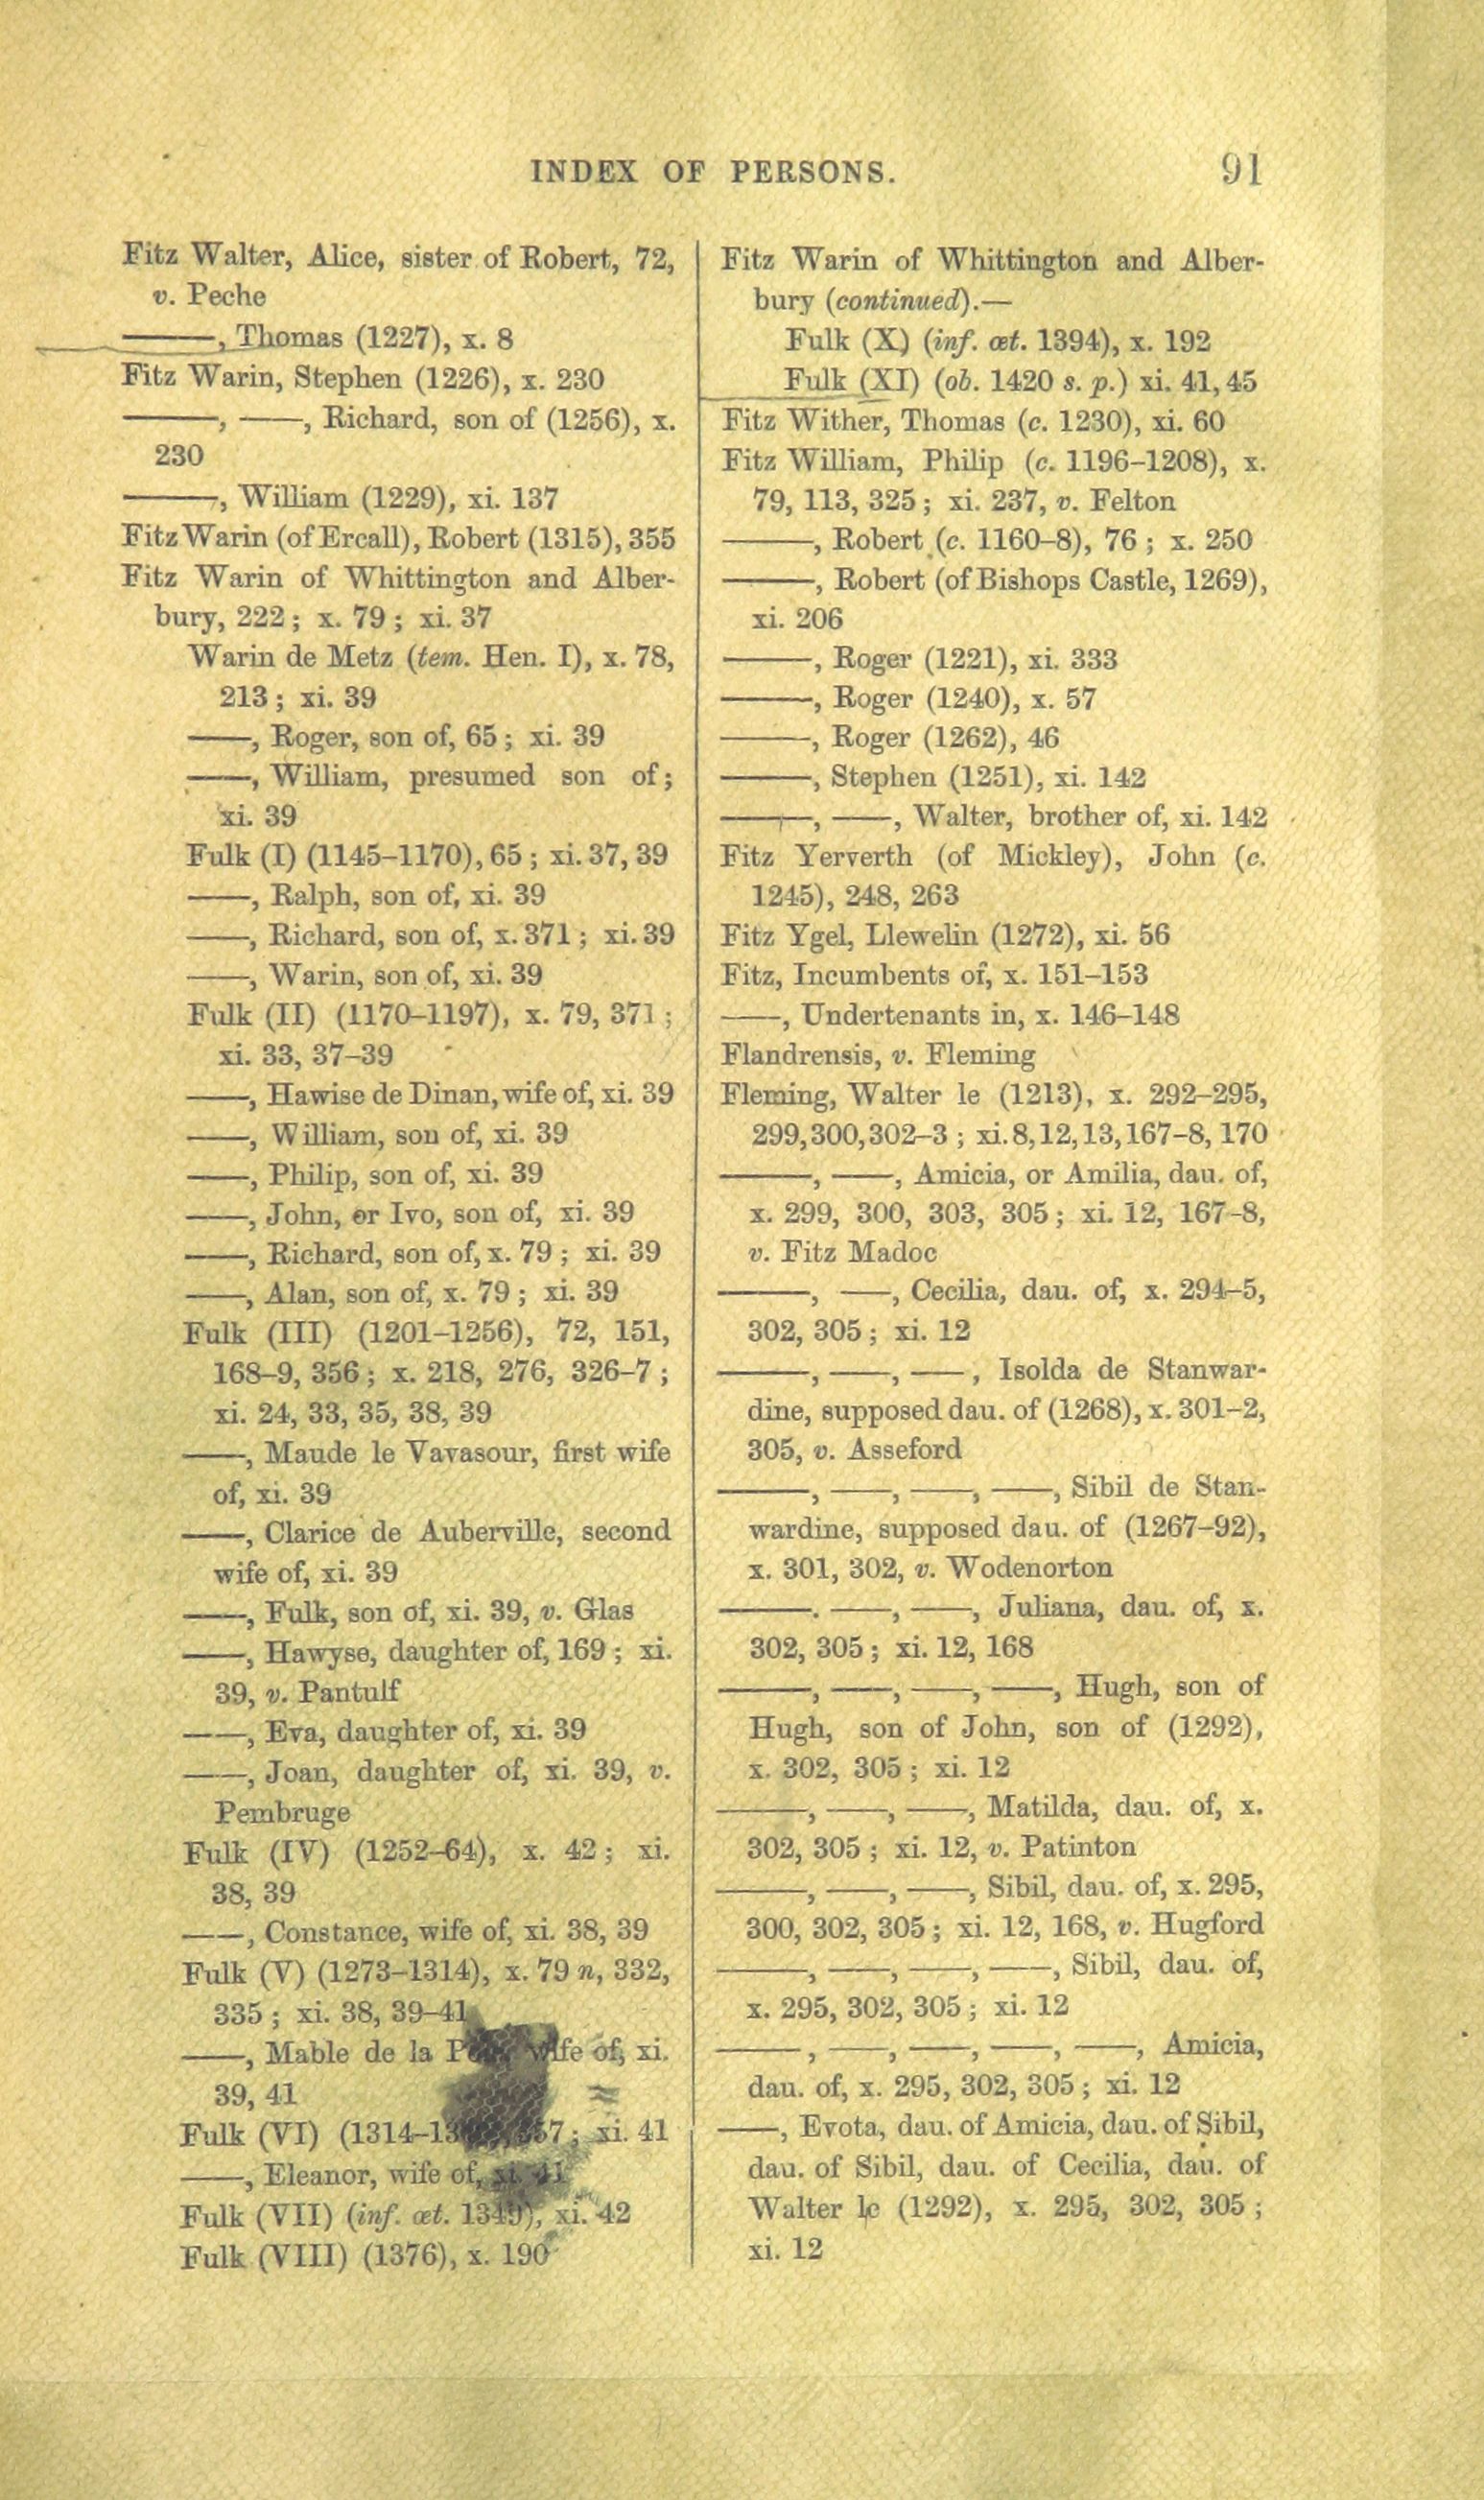 INDEX OF PERSONS. 91
Fitz Walter, Alice, sister of Robert, 72,
v. Peche
———, Thomas (1227), x. 8
Fitz Warin, Stephen (1226), x. 230
———, ——, Richard, son of (1256), x.
230
———, William (1229), xi. 137
Fitz Warin (of Ercall), Robert (1315), 355
Fitz Warin of Whittington and Alber-
bury, 222; x. 79; xi. 37
Warin de Metz (tem. Hen. I), x. 78,
213; xi. 39
——, Roger, son of, 65; xi. 39
——, William, presumed son of;
xi. 39
Fulk (I) (1145–1170), 65; xi. 37, 39
——, Ralph, son of, xi. 39
——, Richard, son of, x. 371; xi. 39
——, Warin, son of, xi. 39
Fulk (II) (1170–1197), x. 79, 371;
xi. 33, 37–39
——, Hawise de Dinan, wife of, xi. 39
——, William, son of, xi. 39
——, Philip, son of, xi. 39
——, John, or Ivo, son of, xi. 39
——, Richard, son of, x. 79; xi. 39
——, Alan, son of, x. 79; xi. 39
Fulk (III) (1201–1256), 72, 151,
168–9, 356; x. 218, 276, 326–7;
xi. 24, 33, 35, 38, 39
——, Maude le Vavasour, first wife
of, xi. 39
——, Clarice de Auberville, second
wife of, xi. 39
——, Fulk, son of, xi. 39, v. Glas
——, Hawyse, daughter of, 169; xi.
39, v. Pantulf
——, Eva, daughter of, xi. 39
——, Joan, daughter of, xi. 39, v.
Pembruge
Fulk (IV) (1252–64), x. 42; xi.
38, 39
——, Constance, wife of, xi. 38, 39
Fulk (V) (1273–1314), x. 79 n, 332,
335; xi. 38, 39–41
——, Mable de la wife of, xi.
39, 41
Fulk (VI) xi. 41
——, Eleanor, wife of, xi. 41
Fulk (VII) (inf. æt. 1349), xi. 42
Fulk (VIII) (1376), x. 190
Fitz Warin of Whittington and Alber-
bury (continued).—
Fulk (X) (inf. æt. 1394), x. 192
Fulk (XI) (ob. 1420 s. p.) xi. 41, 45
Fitz Wither, Thomas (c. 1230), xi. 60
Fitz William, Philip (c. 1196–1208), x.
79, 113, 325; xi. 237, v. Felton
———, Robert (c. 1160–8), 76; x. 250
———, Robert (of Bishops Castle, 1269),
xi. 206
———, Roger (1221), xi. 333
———, Roger (1240), x. 57
———, Roger (1262), 46
———, Stephen (1251), xi. 142
———, ——, Walter, brother of, xi. 142
Fitz Yerverth (of Mickley), John (c.
1245), 248, 263
Fitz Ygel, Llewelin (1272), xi. 56
Fitz, Incumbents of, x. 151–153
——, Undertenants in, x. 146–148
Flandrensis, v. Fleming
Fleming, Walter le (1213), x. 292–295,
299, 300, 302–3; xi. 8, 12, 13, 167–8, 170
———, ——, Amicia, or Amilia, dau. of,
x. 299, 300, 303, 305; xi. 12, 167–8,
v. Fitz Madoc
———, ——, Cecilia, dau. of, x. 294–5,
302, 305; xi. 12
———, ——, ——, Isolda de Stanwar-
dine, supposed dau. of (1268), x. 301–2,
305, v. Asseford
———, ——, ——, ——, Sibil de Stan-
wardine, supposed dau. of (1267–92),
x. 301, 302, v. Wodenorton
———. ——, ——, Juliana, dau. of, x.
302, 305; xi. 12, 168
———, ——, ——, ——, Hugh, son of
Hugh, son of John, son of (1292),
x. 302, 305; xi. 12
———, ——, ——, Matilda, dau. of, x.
302, 305; xi. 12, v. Patinton
———, ——, ——, Sibil, dau. of, x. 295,
300, 302, 305; xi. 12, 168, v. Hugford
———, ——, ——, ——, Sibil, dau. of,
x. 295, 302, 305; xi. 12
———, ——, ——, ——, ——, Amicia,
dau. of, x. 295, 302, 305; xi. 12
——, Evota, dau. of Amicia, dau. of Sibil,
dau. of Sibil, dau. of Cecilia, dau. of
Walter le (1292), x. 295, 302, 305;
xi. 12